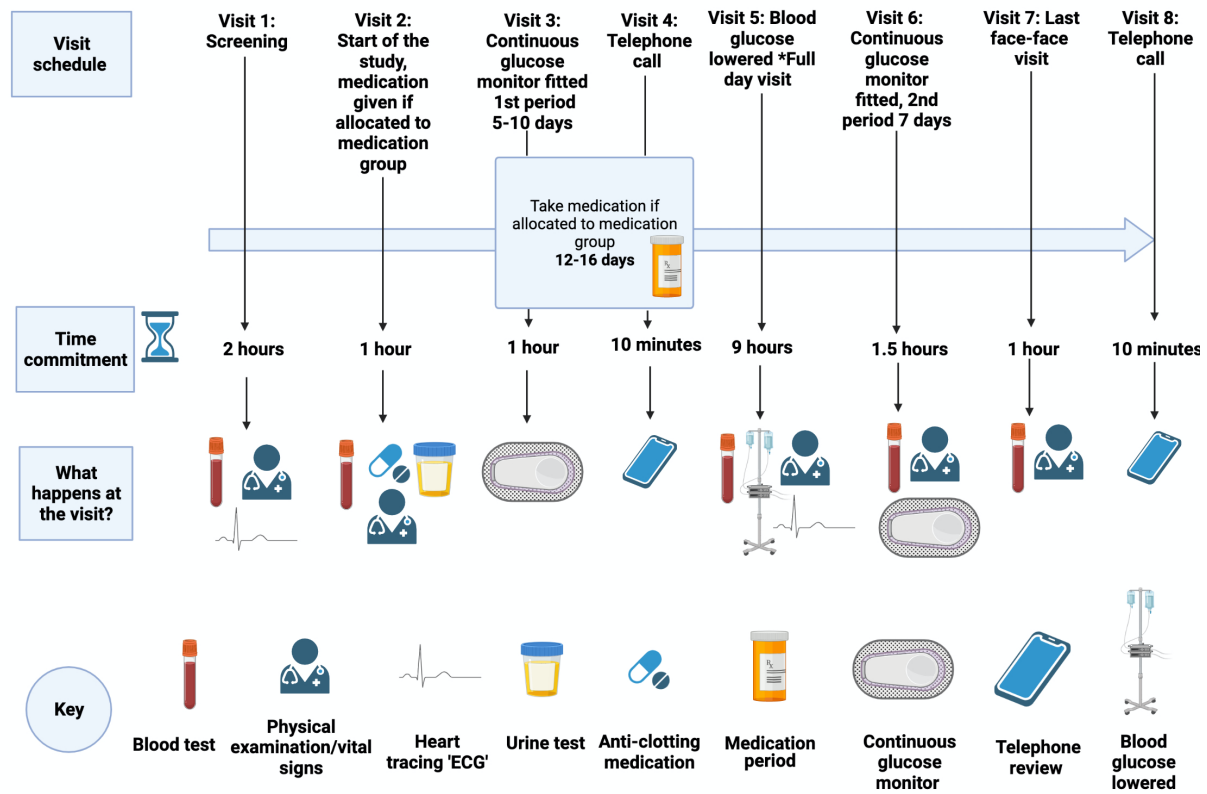 Visit
schedule
Visit 1:
Screening
Visit 2:
Start of the
study,
medication
given if
allocated to
medication
group
Visit 3:
Continuous
glucose
monitor fitted
1st period
5-10 days
Visit 4:
Telephone
call
Visit 5: Blood
glucose
lowered *Full
day visit
Visit 6:
Continuous
glucose
monitor
fitted, 2nd
period 7 days
Visit 7: Last
face-face
visit
Visit 8:
Telephone
call
Take medication if
allocated to medication
group
12-16 days
Time
commitment
2 hours
1 hour
1 hour
10 minutes
9 hours
1.5 hours
1 hour
10 minutes
What
happens at
the visit?
Key
Blood test
Physical
examination/vital
signs
Heart
tracing 'ECG'
Urine test
Anti-clotting
medication
Medication
period
Continuous
glucose
monitor
Telephone
review
Blood
glucose
lowered